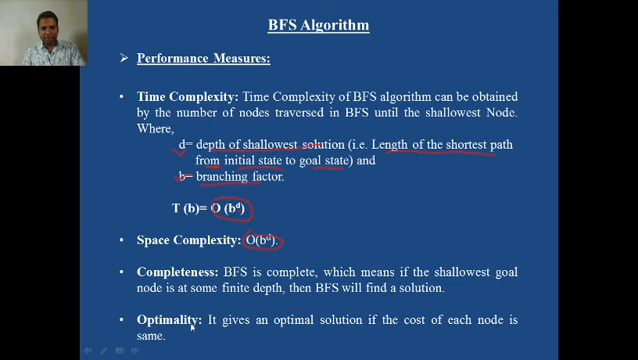 BFS Algorithm
➢ Performance Measures:
• Time Complexity: Time Complexity of BFS algorithm can be obtained
by the number of nodes traversed in BFS until the shallowest Node.
Where,
d= depth of shallowest solution (i.e. Length of the shortest path
from initial state to goal state) and
b= branching factor.
T (b)= O (b^d)
• Space Complexity: O(b^d).
• Completeness: BFS is complete, which means if the shallowest goal
node is at some finite depth, then BFS will find a solution.
• Optimality: It gives an optimal solution if the cost of each node is
same.